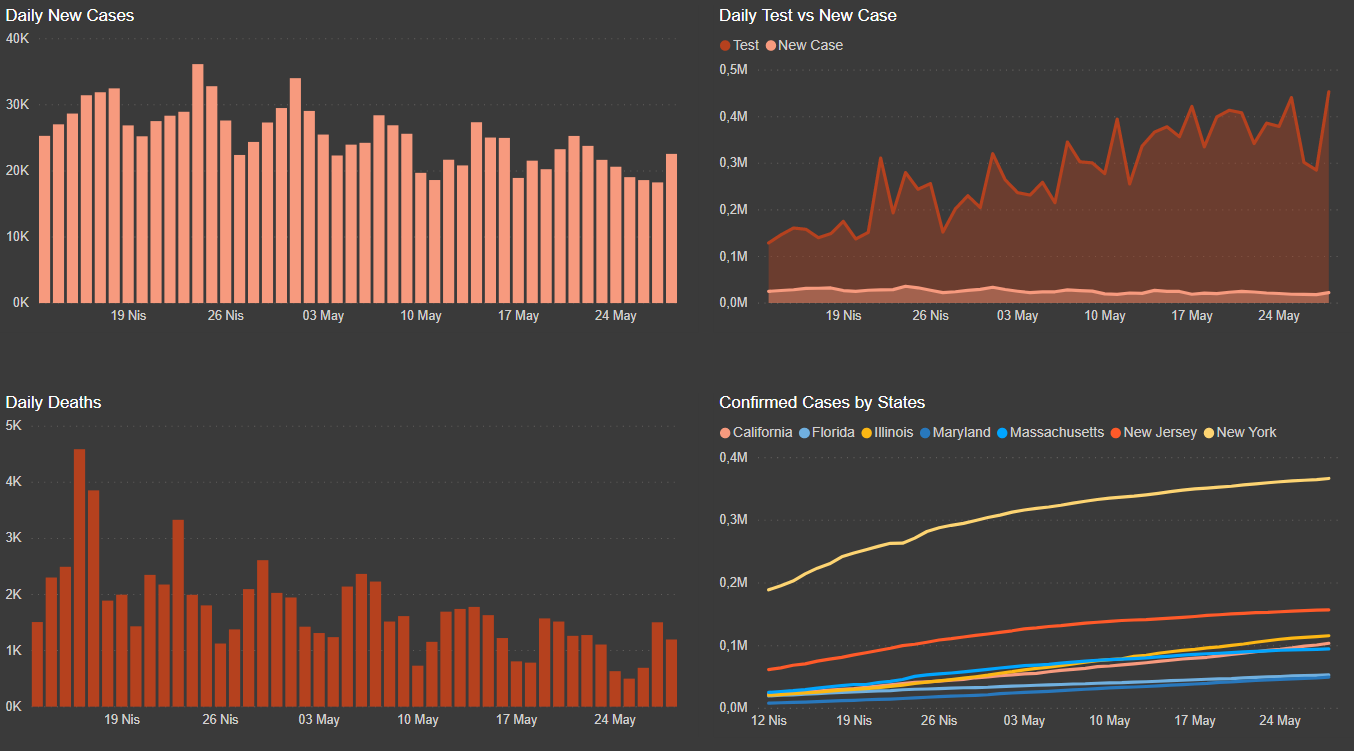 Daily New Cases
40K
30K
20K
10K
0K
19 Nis 26 Nis 03 May 10 May 17 May 24 May
Daily Test vs New Case
Test New Case
0,5M
0,4M
0,3M
0,2M
0,1M
0,0M
19 Nis 26 Nis 03 May 10 May 17 May 24 May
Daily Deaths
5K
4K
3K
2K
1K
0K
19 Nis 26 Nis 03 May 10 May 17 May 24 May
Confirmed Cases by States
California Florida Illinois Maryland Massachusetts New Jersey New York
0,4M
0,3M
0,2M
0,1M
0,0M
12 Nis 19 Nis 26 Nis 03 May 10 May 17 May 24 May